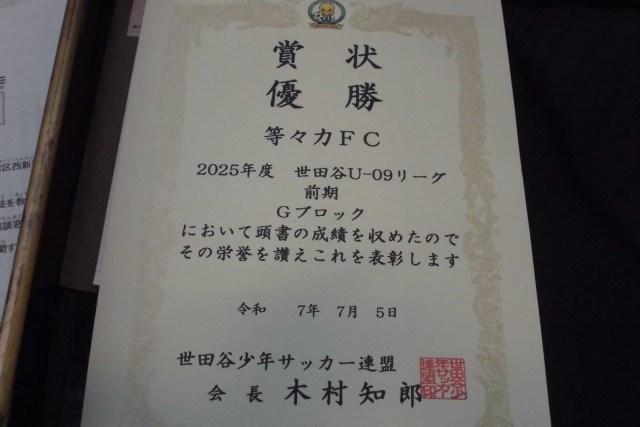 賞状
優勝
等々力FC
2025年度 世田谷U-09リーグ
前期
Gブロック
において頭書の成績を収めたので
その栄誉を讃えこれを表彰します
令和 7年 7月 5日
世田谷少年サッカー連盟
会長 木村知郎